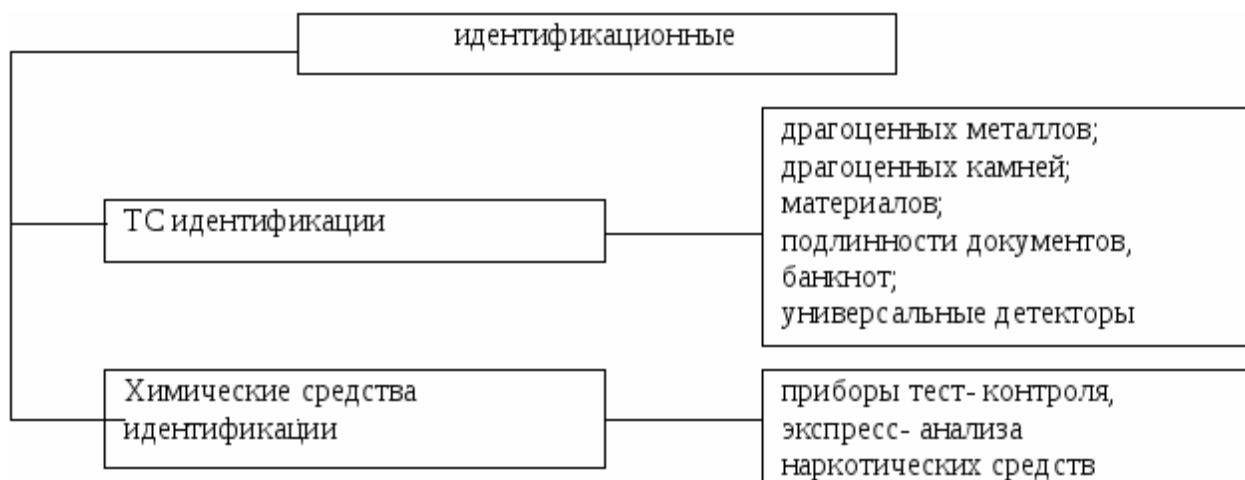 идентификационные
драгоценных металлов;
драгоценных камней;
материалов;
подлинности документов,
банкнот;
универсальные детекторы
ТС идентификации
Химические средства
идентификации
приборы тест- контроля,
экспресс- анализа
наркотических средств